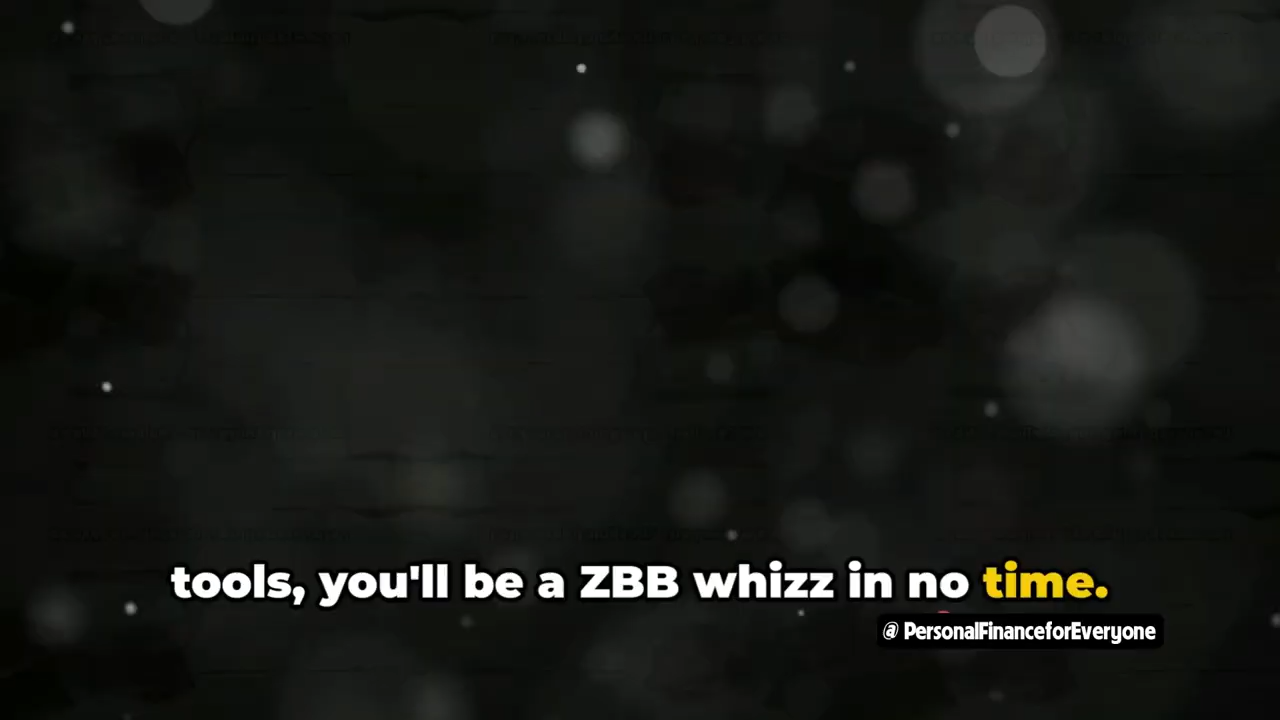 tools, you'll be a ZBB whizz in no time.
@ PersonalFinanceforEveryone